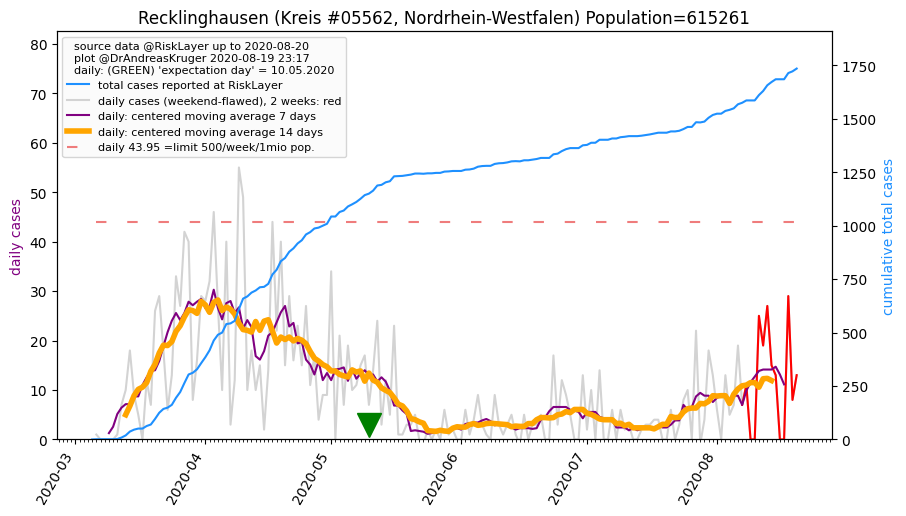 Recklinghausen (Kreis #05562, Nordrhein-Westfalen) Population=615261
source data @RiskLayer up to 2020-08-20
plot @DrAndreasKruger 2020-08-19 23:17
daily: (GREEN) 'expectation day' = 10.05.2020
total cases reported at RiskLayer
daily cases (weekend-flawed), 2 weeks: red
daily: centered moving average 7 days
daily: centered moving average 14 days
daily 43.95 =limit 500/week/1mio pop.
daily cases
80
70
60
50
40
30
20
10
0
cumulative total cases
1750
1500
1250
1000
750
500
250
0
2020-03
2020-04
2020-05
2020-06
2020-07
2020-08